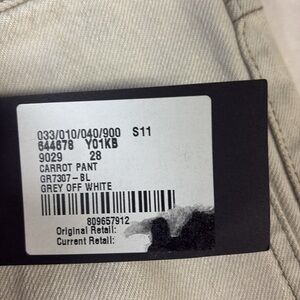 033/010/040/900 S11
644678 Y01KB
9029 28
CARROT PANT
GR7307-BL
GREY OFF WHITE
809657912
Original Retail:
Current Retail: